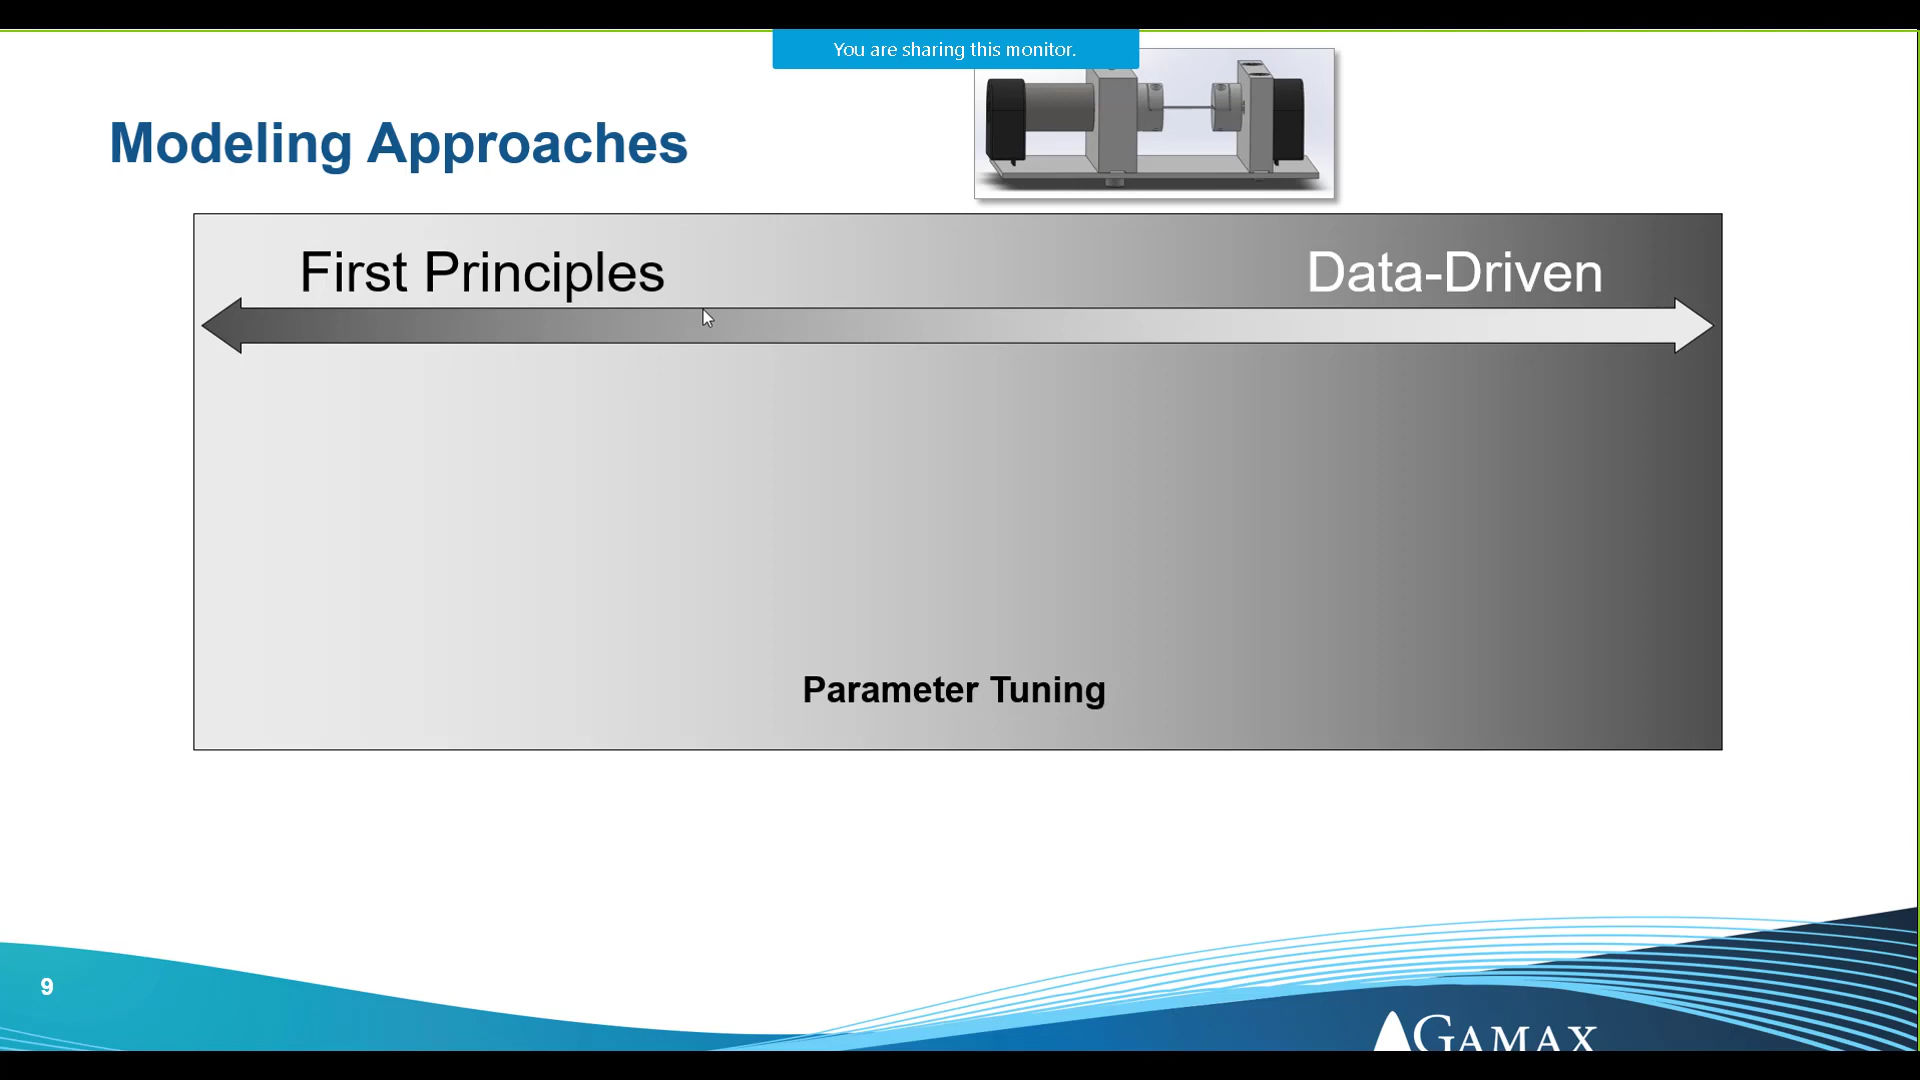 You are sharing this monitor.
Modeling Approaches
First Principles
Data-Driven
Parameter Tuning
9
GAMAX